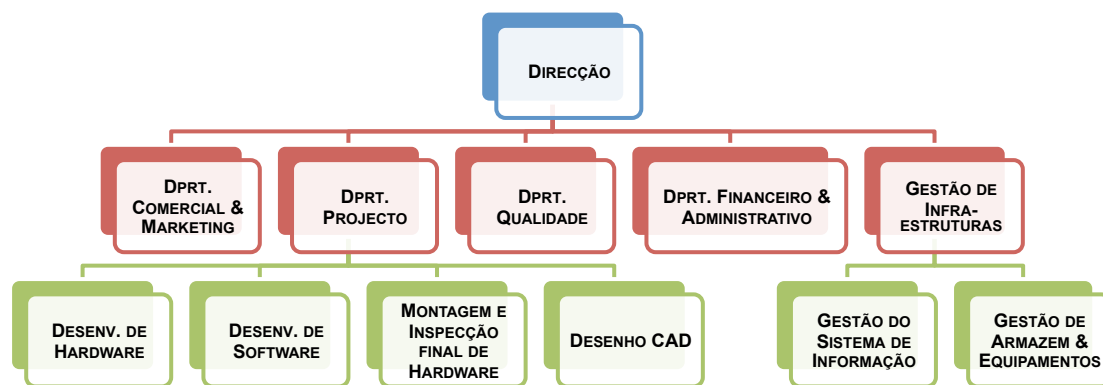 DIRECÇÃO
DPRT.
COMERCIAL &
MARKETING
DPRT.
PROJECTO
DPRT.
QUALIDADE
DPRT. FINANCEIRO &
ADMINISTRATIVO
GESTÃO DE
INFRA-
ESTRUTURAS
DESENV. DE
HARDWARE
DESENV. DE
SOFTWARE
MONTAGEM E
INSPECÇÃO
FINAL DE
HARDWARE
DESENHO CAD
GESTÃO DO
SISTEMA DE
INFORMAÇÃO
GESTÃO DE
ARMAZEM &
EQUIPAMENTOS